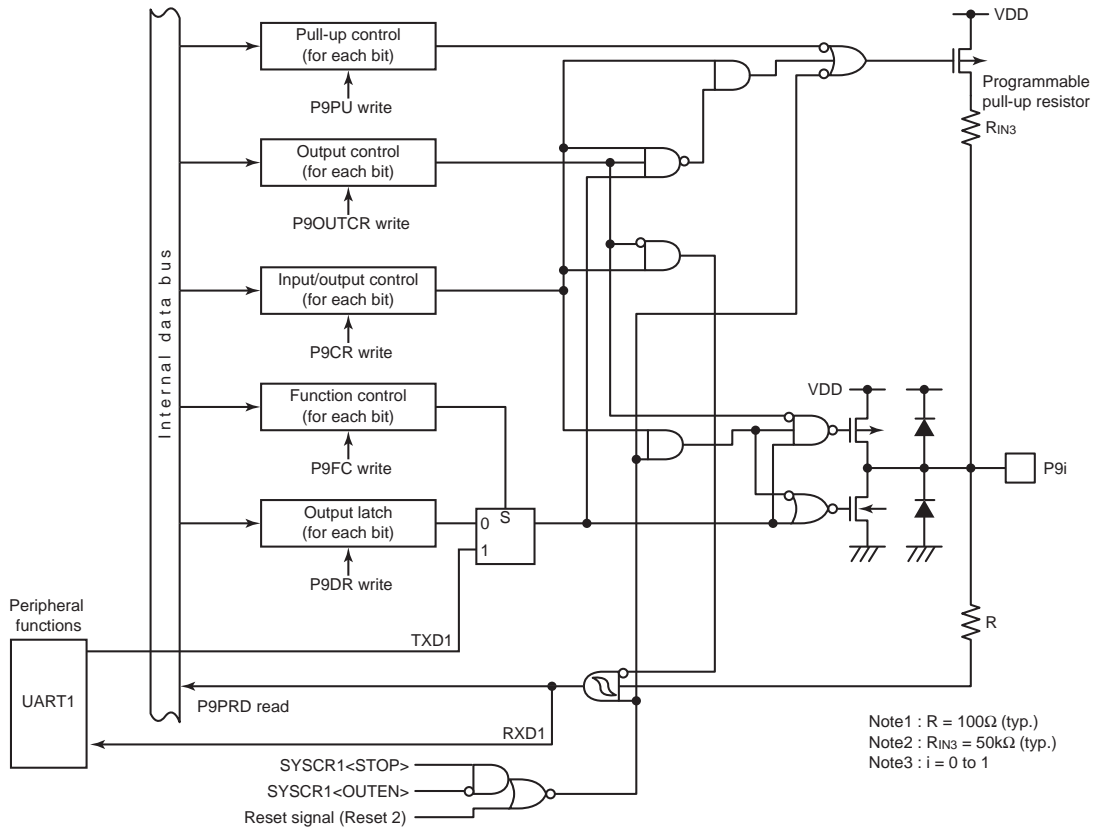 VDD
Pull-up control
(for each bit)
P9PU write
Programmable
pull-up resistor
RIN3
Output control
(for each bit)
P9OUTCR write
Internal data bus
Input/output control
(for each bit)
P9CR write
Function control
(for each bit)
P9FC write
VDD
P9i
Output latch
(for each bit)
P9DR write
0
S
1
Peripheral
functions
TXD1
R
UART1
P9PRD read
RXD1
Note1 : R = 100Ω (typ.)
Note2 : RIN3 = 50kΩ (typ.)
Note3 : i = 0 to 1
SYSCR1<STOP>
SYSCR1<OUTEN>
Reset signal (Reset 2)